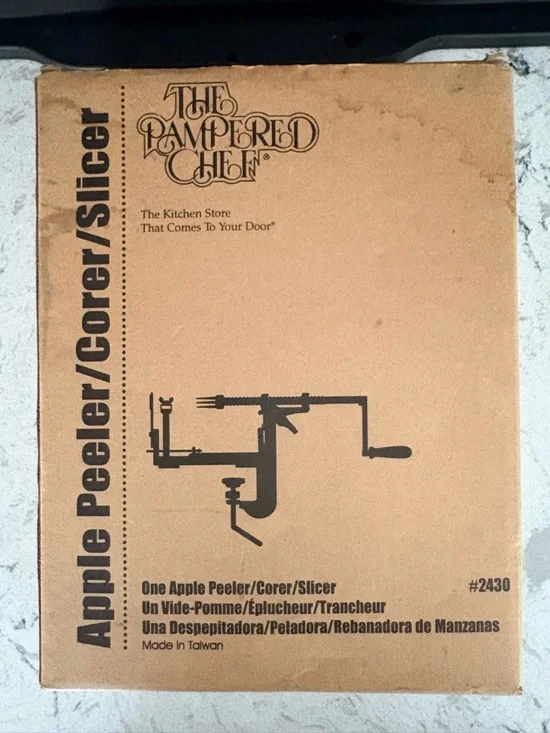 Apple Peeler/Corer/Slicer
THE
PAMPERED
CHEF®
The Kitchen Store
That Comes To Your Door®
One Apple Peeler/Corer/Slicer #2430
Un Vide-Pomme/Éplucheur/Trancheur
Una Despepitadora/Peladora/Rebanadora de Manzanas
Made in Taiwan